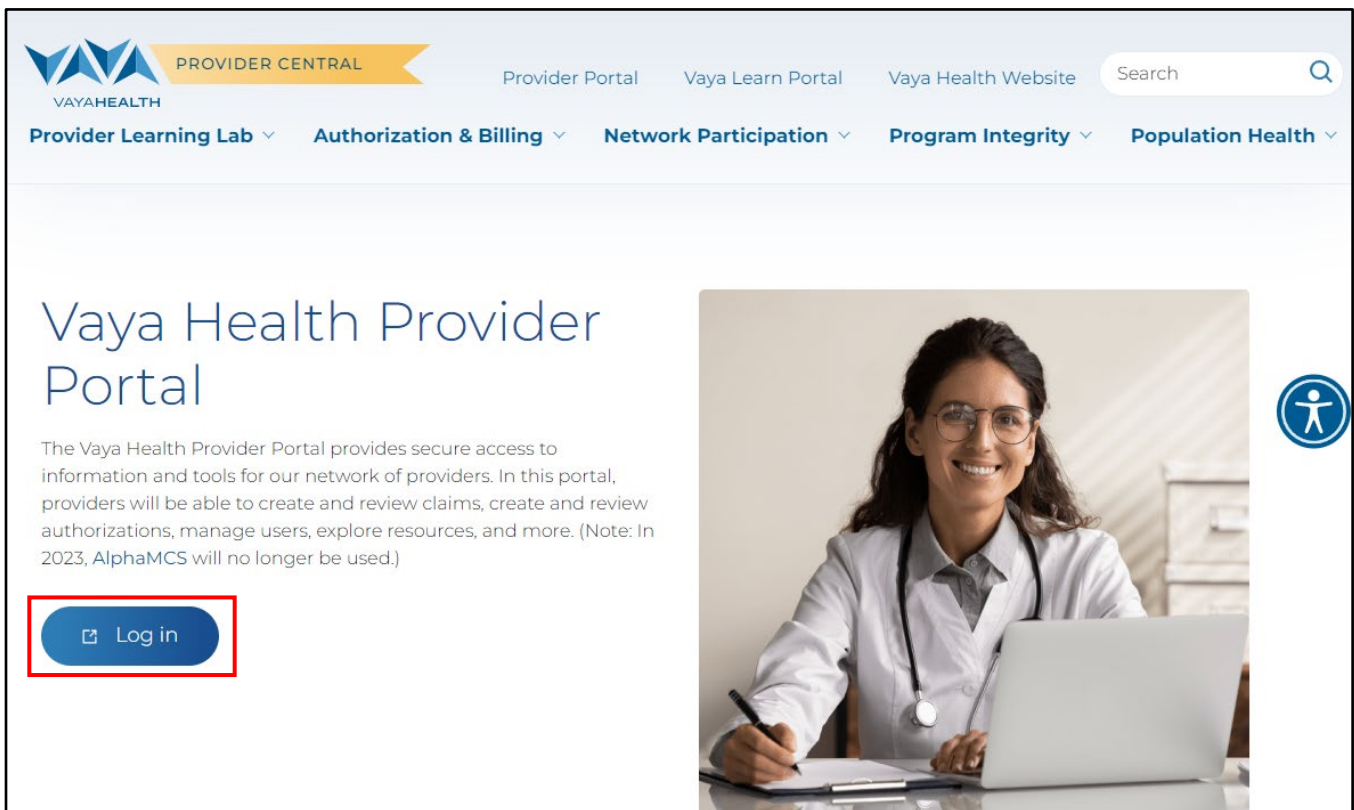 PROVIDER CENTRAL
VAYAHEALTH
Provider Portal Vaya Learn Portal Vaya Health Website Search
Provider Learning Lab Authorization & Billing Network Participation Program Integrity Population Health
Vaya Health Provider
Portal
The Vaya Health Provider Portal provides secure access to
information and tools for our network of providers. In this portal,
providers will be able to create and review claims, create and review
authorizations, manage users, explore resources, and more. (Note: In
2023, AlphaMCS will no longer be used.)
Log in